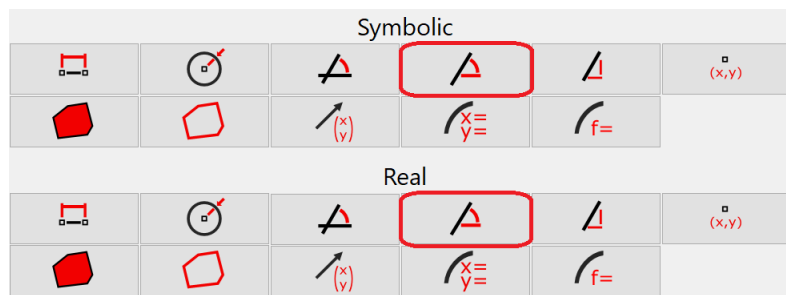 Symbolic
(x,y)
(x
y)
x=
y=
f=
Real
(x,y)
(x
y)
x=
y=
f=